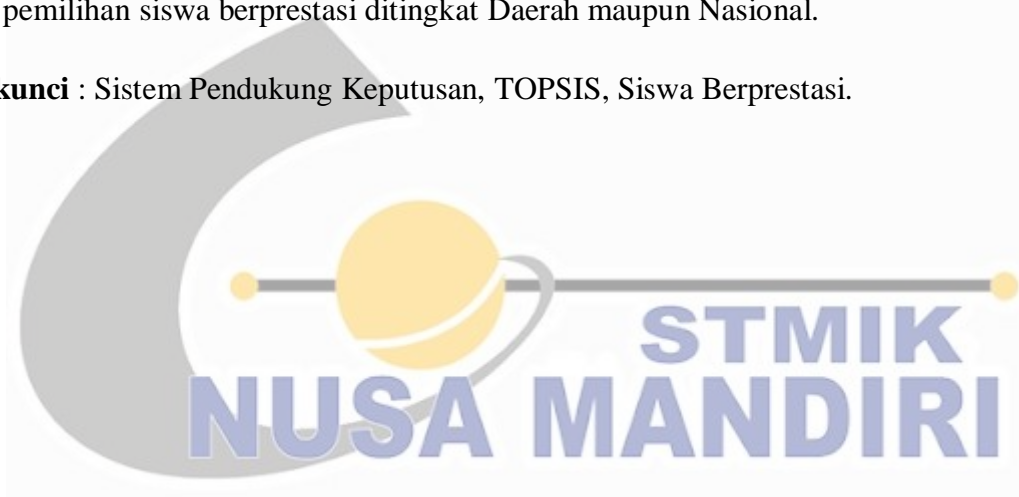 pemilihan siswa berprestasi ditingkat Daerah maupun Nasional.
kunci : Sistem Pendukung Keputusan, TOPSIS, Siswa Berprestasi.
STMIK
NUSA MANDIRI